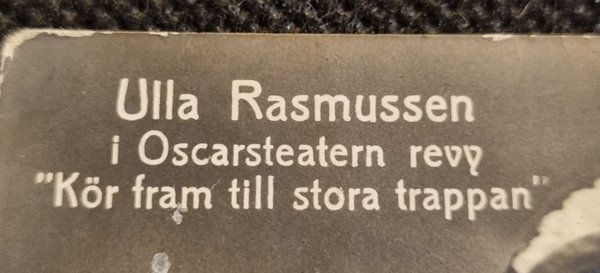 Ulla Rasmussen
i Oscarsteatern revy
"Kör fram till stora trappan"